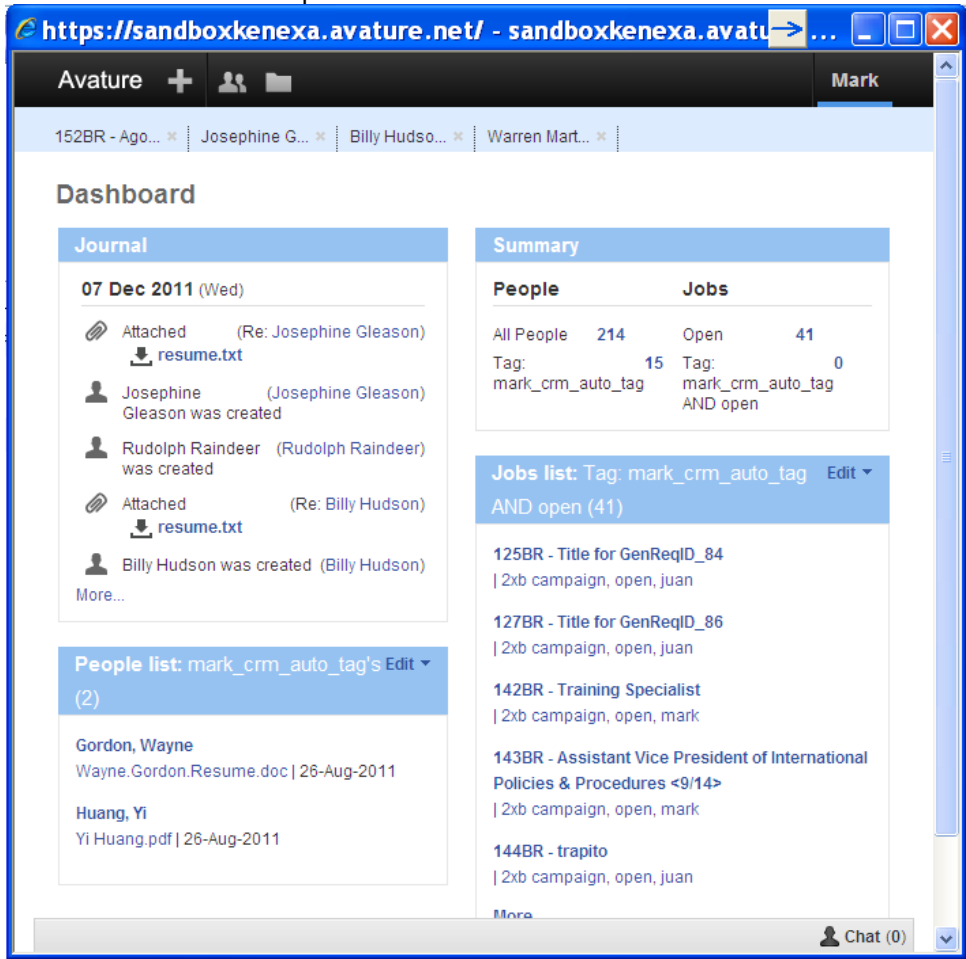 https://sandboxkenexa.avature.net/ - sandboxkenexa.avatu ...
Avature
Mark
152BR - Ago... ×
Josephine G... ×
Billy Hudso... ×
Warren Mart... ×
Dashboard
Journal
07 Dec 2011 (Wed)
Attached (Re: Josephine Gleason)
resume.txt
Josephine (Josephine Gleason)
Gleason was created
Rudolph Raindeer (Rudolph Raindeer)
was created
Attached (Re: Billy Hudson)
resume.txt
Billy Hudson was created (Billy Hudson)
More...
People list: mark_crm_auto_tag's Edit
(2)
Gordon, Wayne
Wayne.Gordon.Resume.doc | 26-Aug-2011
Huang, Yi
Yi Huang.pdf | 26-Aug-2011
Summary
People
All People 214
Tag: 15
mark_crm_auto_tag
Jobs
Open 41
Tag: 0
mark_crm_auto_tag
AND open
Jobs list: Tag: mark_crm_auto_tag Edit
AND open (41)
125BR - Title for GenReqID_84
| 2xb campaign, open, juan
127BR - Title for GenReqID_86
| 2xb campaign, open, juan
142BR - Training Specialist
| 2xb campaign, open, mark
143BR - Assistant Vice President of International
Policies & Procedures <9/14>
| 2xb campaign, open, mark
144BR - trapito
| 2xb campaign, open, juan
More
Chat (0)